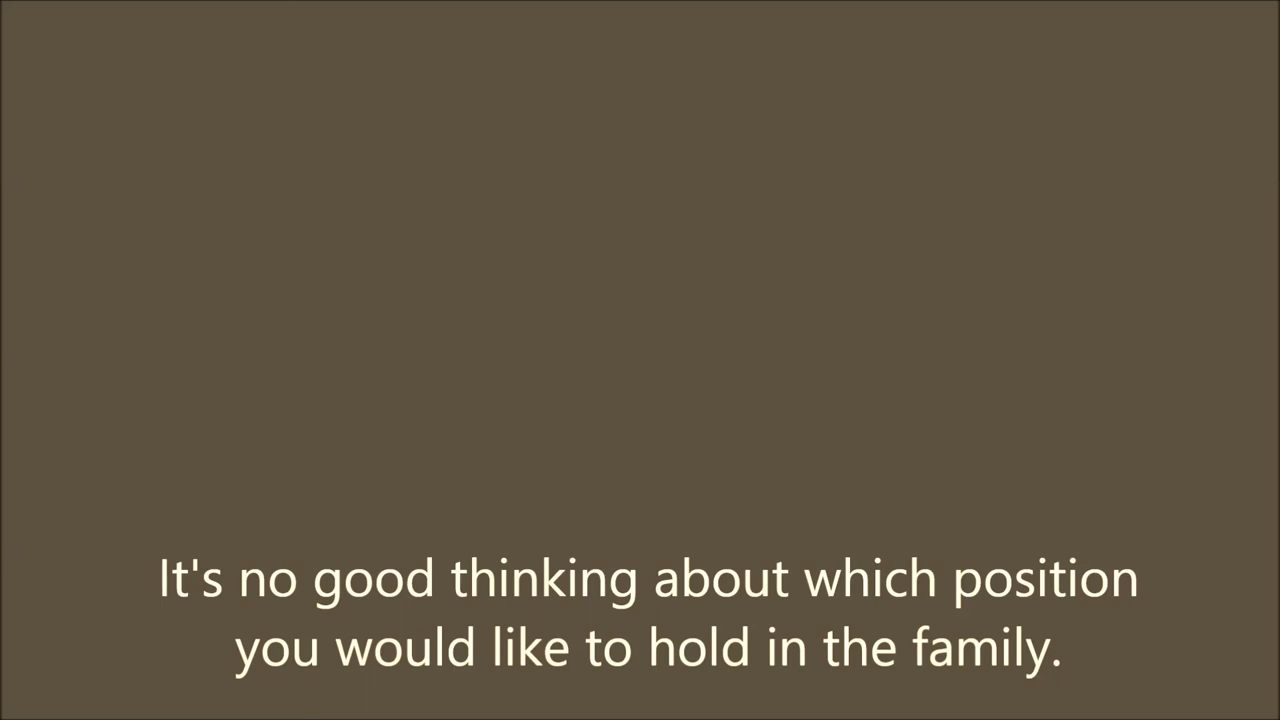 It's no good thinking about which position
you would like to hold in the family.